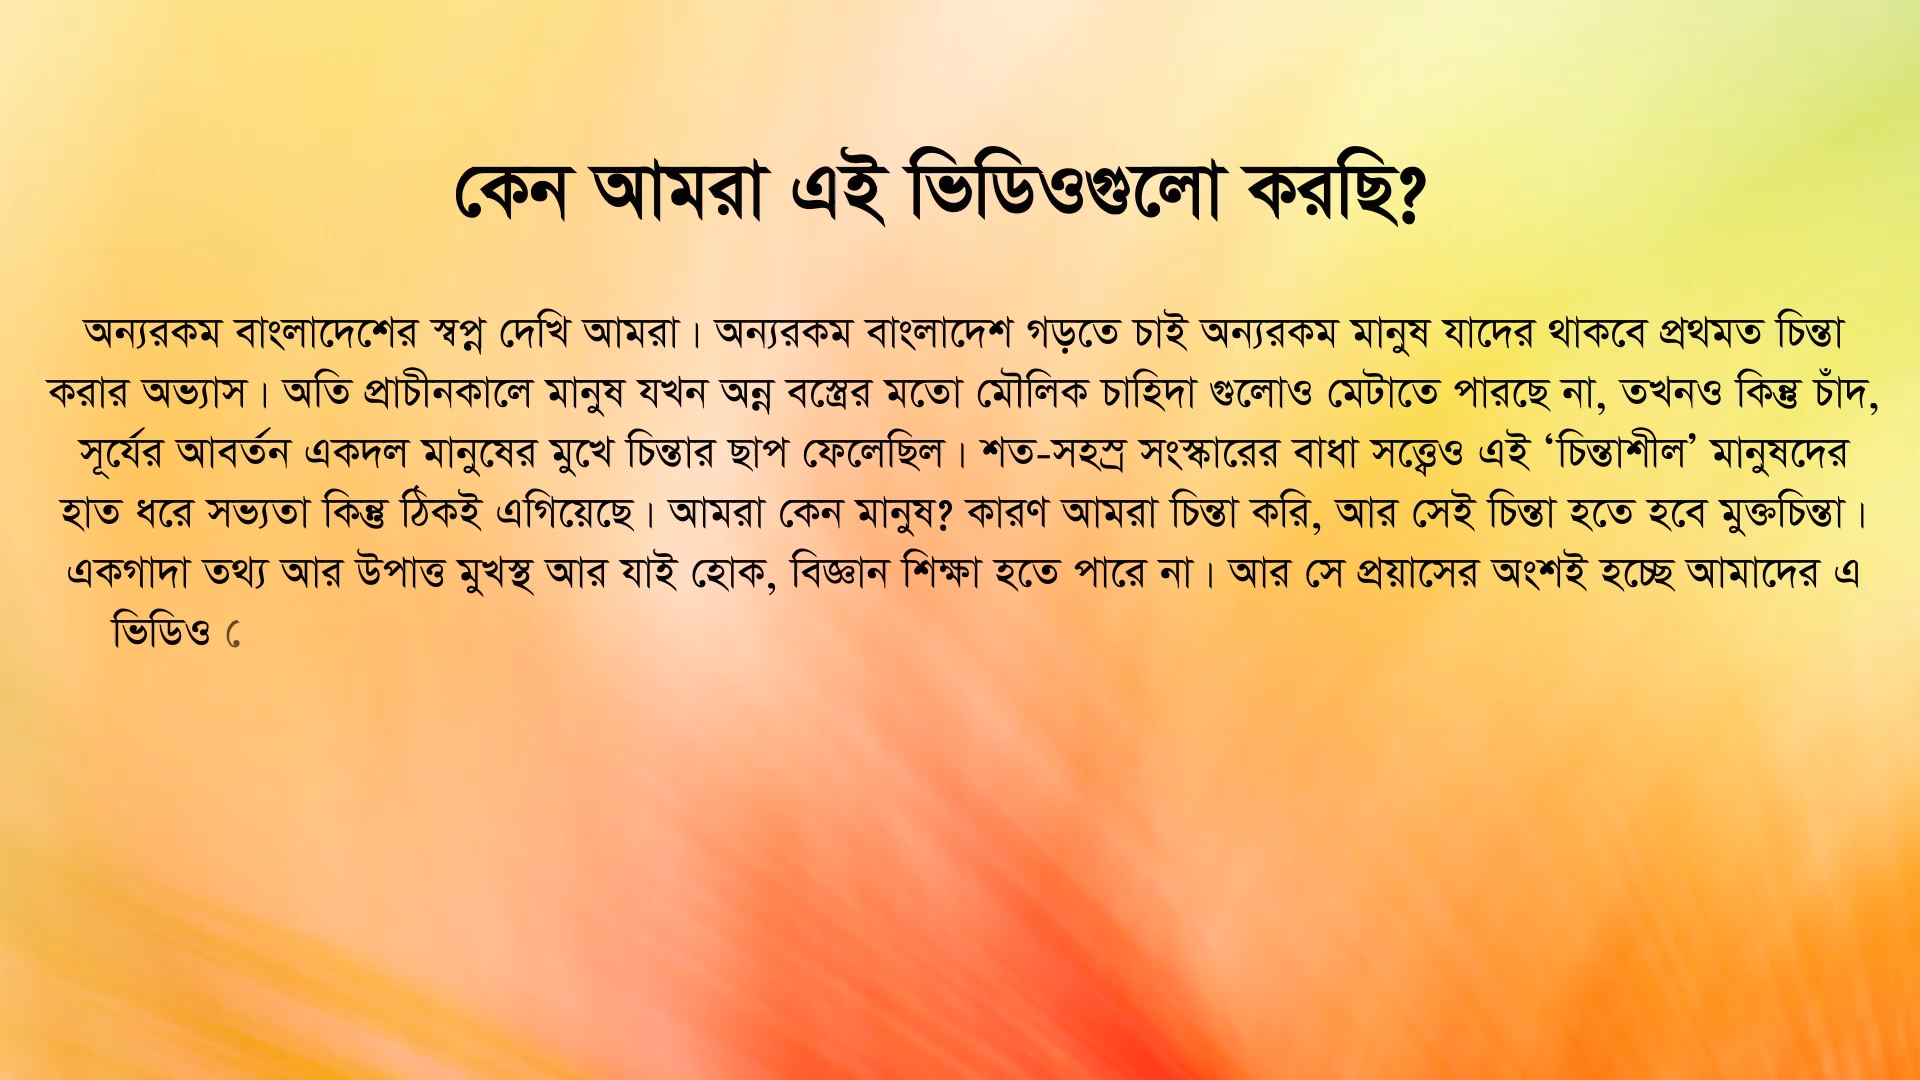 কেন আমরা এই ভিডিওগুলো করছি?
অন্যরকম বাংলাদেশের স্বপ্ন দেখি আমরা। অন্যরকম বাংলাদেশ গড়তে চাই অন্যরকম মানুষ যাদের থাকবে প্রথমত চিন্তা
করার অভ্যাস। অতি প্রাচীনকালে মানুষ যখন অন্ন বস্ত্রের মতো মৌলিক চাহিদা গুলোও মেটাতে পারছে না, তখনও কিন্তু চাঁদ,
সূর্যের আবর্তন একদল মানুষের মুখে চিন্তার ছাপ ফেলেছিল। শত-সহস্র সংস্কারের বাধা সত্ত্বেও এই ‘চিন্তাশীল’ মানুষদের
হাত ধরে সভ্যতা কিন্তু ঠিকই এগিয়েছে। আমরা কেন মানুষ? কারণ আমরা চিন্তা করি, আর সেই চিন্তা হতে হবে মুক্তচিন্তা।
একগাদা তথ্য আর উপাত্ত মুখস্থ আর যাই হোক, বিজ্ঞান শিক্ষা হতে পারে না। আর সে প্রয়াসের অংশই হচ্ছে আমাদের এ
ভিডিও